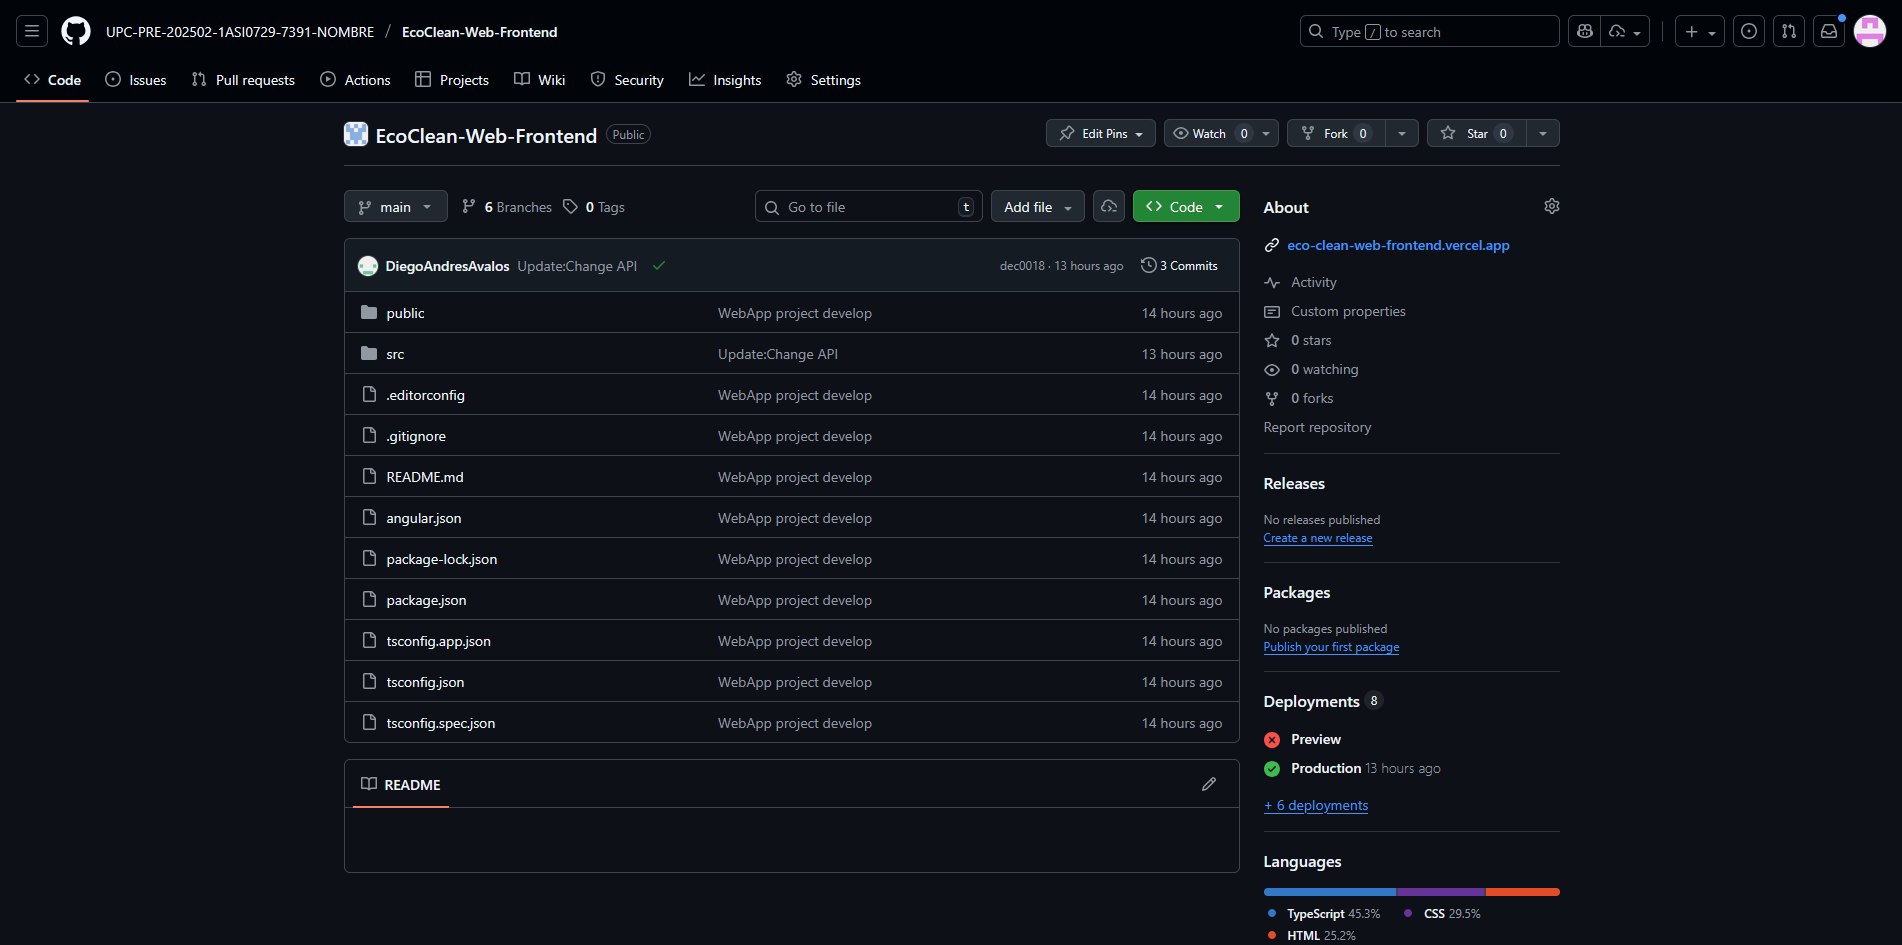 UPC-PRE-202502-1ASI0729-7391-NOMBRE / EcoClean-Web-Frontend
Type / to search
Code Issues Pull requests Actions Projects Wiki Security Insights Settings
EcoClean-Web-Frontend Public
Edit Pins Watch 0 Fork 0 Star 0
main 6 Branches 0 Tags
Go to file t Add file Code
DiegoAndresAvalos Update:Change API dec0018 · 13 hours ago 3 Commits
public WebApp project develop 14 hours ago
src Update:Change API 13 hours ago
.editorconfig WebApp project develop 14 hours ago
.gitignore WebApp project develop 14 hours ago
README.md WebApp project develop 14 hours ago
angular.json WebApp project develop 14 hours ago
package-lock.json WebApp project develop 14 hours ago
package.json WebApp project develop 14 hours ago
tsconfig.app.json WebApp project develop 14 hours ago
tsconfig.json WebApp project develop 14 hours ago
tsconfig.spec.json WebApp project develop 14 hours ago
README
About
eco-clean-web-frontend.vercel.app
Activity
Custom properties
0 stars
0 watching
0 forks
Report repository
Releases
No releases published
Create a new release
Packages
No packages published
Publish your first package
Deployments 8
Preview
Production 13 hours ago
+ 6 deployments
Languages
TypeScript 45.3% CSS 29.5%
HTML 25.2%